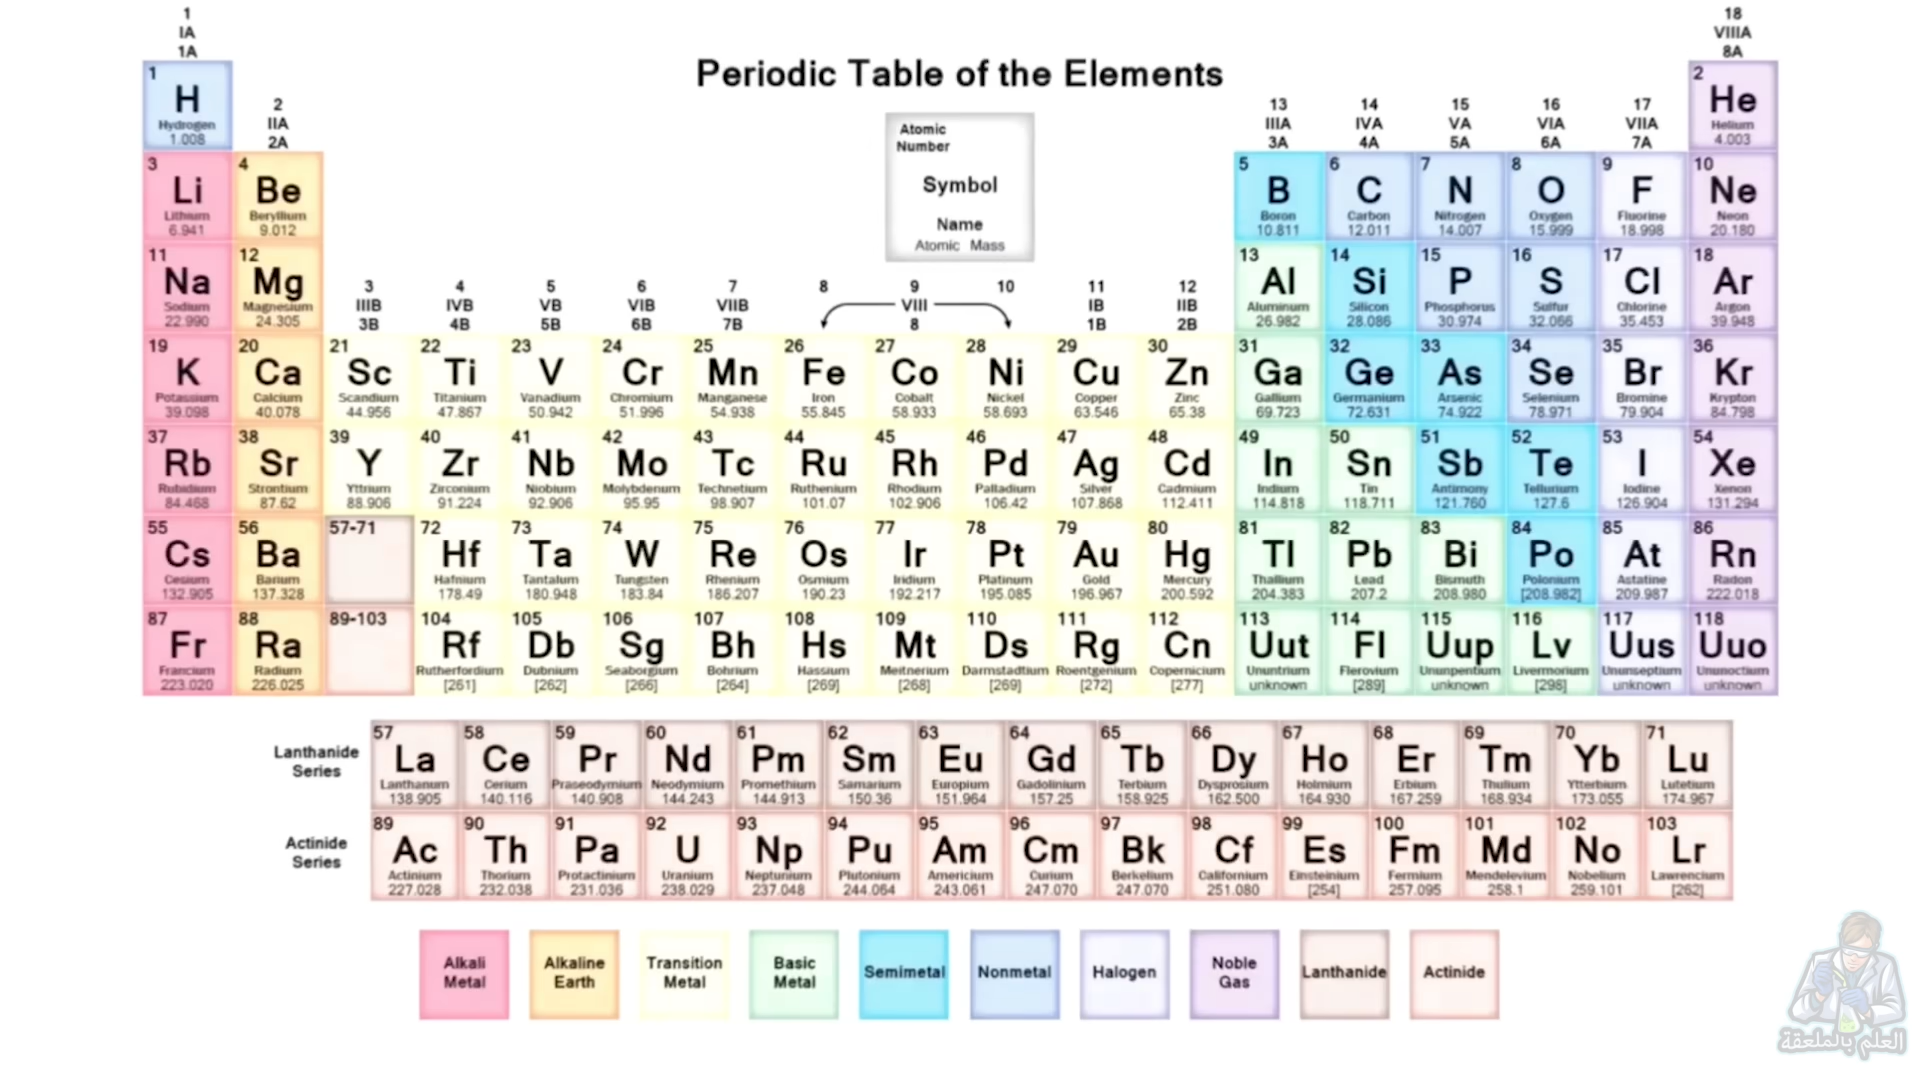 1
IA
1A
18
VIIIA
8A
Periodic Table of the Elements
1
H
Hydrogen
1.008
2
IIA
2A
Atomic
Number
Symbol
Name
Atomic Mass
13
IIIA
3A
14
IVA
4A
15
VA
5A
16
VIA
6A
17
VIIA
7A
2
He
Helium
4.003
3
Li
Lithium
6.941
4
Be
Beryllium
9.012
5
B
Boron
10.811
6
C
Carbon
12.011
7
N
Nitrogen
14.007
8
O
Oxygen
15.999
9
F
Fluorine
18.998
10
Ne
Neon
20.180
11
Na
Sodium
22.990
12
Mg
Magnesium
24.305
3
IIIB
3B
4
IVB
4B
5
VB
5B
6
VIB
6B
7
VIIB
7B
8
9
10
VIII
8
11
IB
1B
12
IIB
2B
13
Al
Aluminum
26.982
14
Si
Silicon
28.086
15
P
Phosphorus
30.974
16
S
Sulfur
32.066
17
Cl
Chlorine
35.453
18
Ar
Argon
39.948
19
K
Potassium
39.098
20
Ca
Calcium
40.078
21
Sc
Scandium
44.956
22
Ti
Titanium
47.867
23
V
Vanadium
50.942
24
Cr
Chromium
51.996
25
Mn
Manganese
54.938
26
Fe
Iron
55.845
27
Co
Cobalt
58.933
28
Ni
Nickel
58.693
29
Cu
Copper
63.546
30
Zn
Zinc
65.38
31
Ga
Gallium
69.723
32
Ge
Germanium
72.631
33
As
Arsenic
74.922
34
Se
Selenium
78.971
35
Br
Bromine
79.904
36
Kr
Krypton
84.798
37
Rb
Rubidium
84.468
38
Sr
Strontium
87.62
39
Y
Yttrium
88.906
40
Zr
Zirconium
91.224
41
Nb
Niobium
92.906
42
Mo
Molybdenum
95.95
43
Tc
Technetium
98.907
44
Ru
Ruthenium
101.07
45
Rh
Rhodium
102.906
46
Pd
Palladium
106.42
47
Ag
Silver
107.868
48
Cd
Cadmium
112.411
49
In
Indium
114.818
50
Sn
Tin
118.711
51
Sb
Antimony
121.760
52
Te
Tellurium
127.6
53
I
Iodine
126.904
54
Xe
Xenon
131.294
55
Cs
Cesium
132.905
56
Ba
Barium
137.328
57-71
72
Hf
Hafnium
178.49
73
Ta
Tantalum
180.948
74
W
Tungsten
183.84
75
Re
Rhenium
186.207
76
Os
Osmium
190.23
77
Ir
Iridium
192.217
78
Pt
Platinum
195.085
79
Au
Gold
196.967
80
Hg
Mercury
200.592
81
Tl
Thallium
204.383
82
Pb
Lead
207.2
83
Bi
Bismuth
208.980
84
Po
Polonium
[208.982]
85
At
Astatine
209.987
86
Rn
Radon
222.018
87
Fr
Francium
223.020
88
Ra
Radium
226.025
89-103
104
Rf
Rutherfordium
[261]
105
Db
Dubnium
[262]
106
Sg
Seaborgium
[266]
107
Bh
Bohrium
[264]
108
Hs
Hassium
[269]
109
Mt
Meitnerium
[268]
110
Ds
Darmstadtium
[269]
111
Rg
Roentgenium
[272]
112
Cn
Copernicium
[277]
113
Uut
Ununtrium
unknown
114
Fl
Flerovium
[289]
115
Uup
Ununpentium
unknown
116
Lv
Livermorium
[298]
117
Uus
Ununseptium
unknown
118
Uuo
Ununoctium
unknown
Lanthanide
Series
57
La
Lanthanum
138.905
58
Ce
Cerium
140.116
59
Pr
Praseodymium
140.908
60
Nd
Neodymium
144.243
61
Pm
Promethium
144.913
62
Sm
Samarium
150.36
63
Eu
Europium
151.964
64
Gd
Gadolinium
157.25
65
Tb
Terbium
158.925
66
Dy
Dysprosium
162.500
67
Ho
Holmium
164.930
68
Er
Erbium
167.259
69
Tm
Thulium
168.934
70
Yb
Ytterbium
173.055
71
Lu
Lutetium
174.967
Actinide
Series
89
Ac
Actinium
227.028
90
Th
Thorium
232.038
91
Pa
Protactinium
231.036
92
U
Uranium
238.029
93
Np
Neptunium
237.048
94
Pu
Plutonium
244.064
95
Am
Americium
243.061
96
Cm
Curium
247.070
97
Bk
Berkelium
247.070
98
Cf
Californium
251.080
99
Es
Einsteinium
[254]
100
Fm
Fermium
257.095
101
Md
Mendelevium
258.1
102
No
Nobelium
259.101
103
Lr
Lawrencium
[262]
Alkali
Metal
Alkaline
Earth
Transition
Metal
Basic
Metal
Semimetal
Nonmetal
Halogen
Noble
Gas
Lanthanide
Actinide
العلم بالملعقة